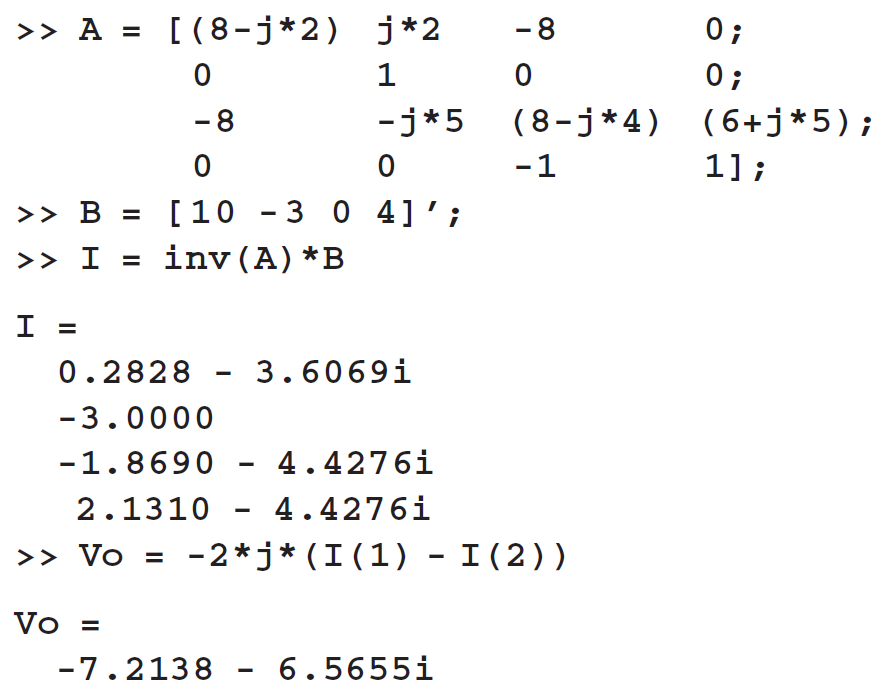 >> A = [(8-j*2) j*2 -8 0;
0 1 0 0;
-8 -j*5 (8-j*4) (6+j*5);
0 0 -1 1];
>> B = [10 -3 0 4]';
>> I = inv(A)*B
I =
0.2828 - 3.6069i
-3.0000
-1.8690 - 4.4276i
2.1310 - 4.4276i
>> Vo = -2*j*(I(1) - I(2))
Vo =
-7.2138 - 6.5655i